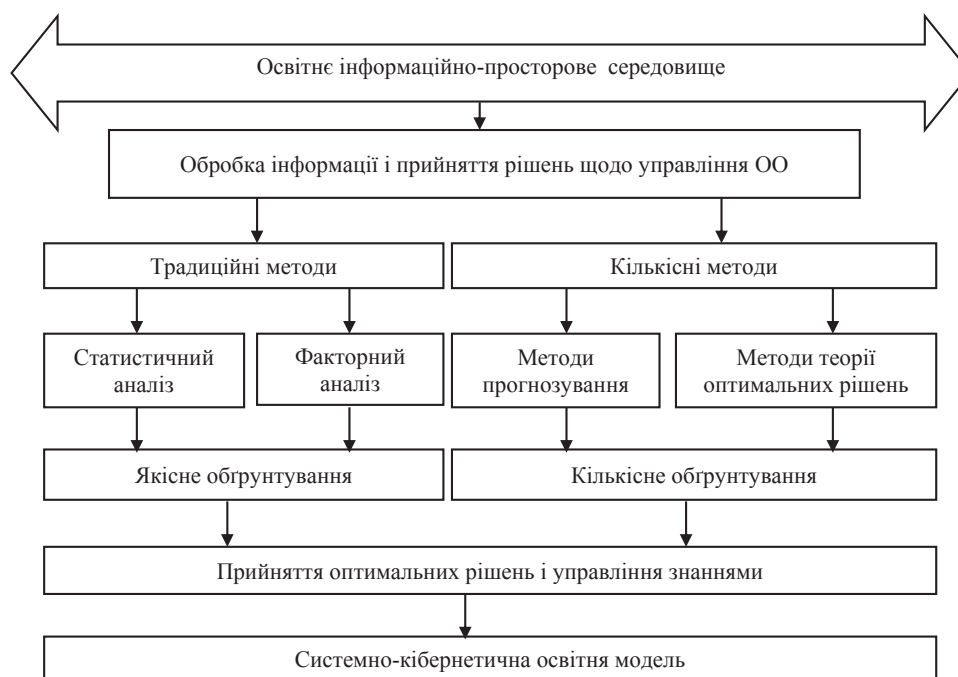 Освітнє інформаційно-просторове середовище
Обробка інформації і прийняття рішень щодо управління ОО
Традиційні методи
Кількісні методи
Статистичний
аналіз
Факторний
аналіз
Методи
прогнозування
Методи теорії
оптимальних рішень
Якісне обґрунтування
Кількісне обґрунтування
Прийняття оптимальних рішень і управління знаннями
Системно-кібернетична освітня модель